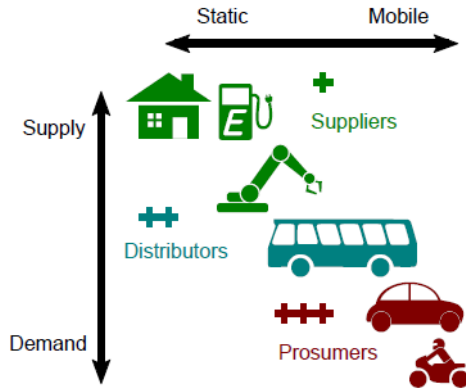 Static Mobile
Supply
E
Suppliers
Distributors
Demand
Prosumers